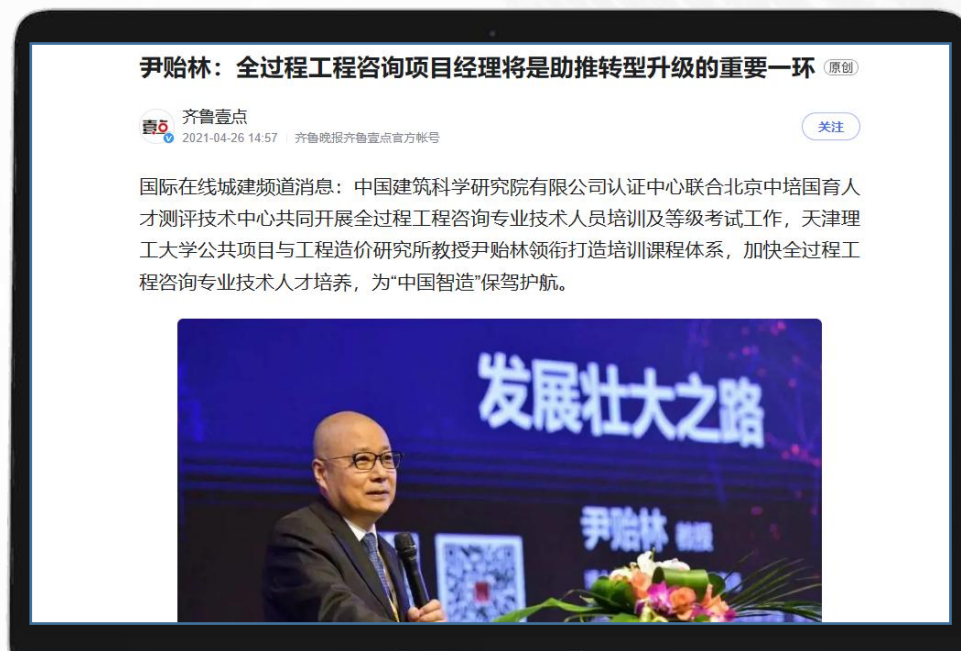 尹贻林：全过程工程咨询项目经理将是助推转型升级的重要一环 原创
壹点
齐鲁壹点
2021-04-26 14:57 齐鲁晚报齐鲁壹点官方帐号
关注
国际在线城建频道消息：中国建筑科学研究院有限公司认证中心联合北京中培国育人
才测评技术中心共同开展全过程工程咨询专业技术人员培训及等级考试工作，天津理
工大学公共项目与工程造价研究所教授尹贻林领衔打造培训课程体系，加快全过程工
程咨询专业技术人才培养，为“中国智造”保驾护航。
发展壮大之路
尹贻林 教授